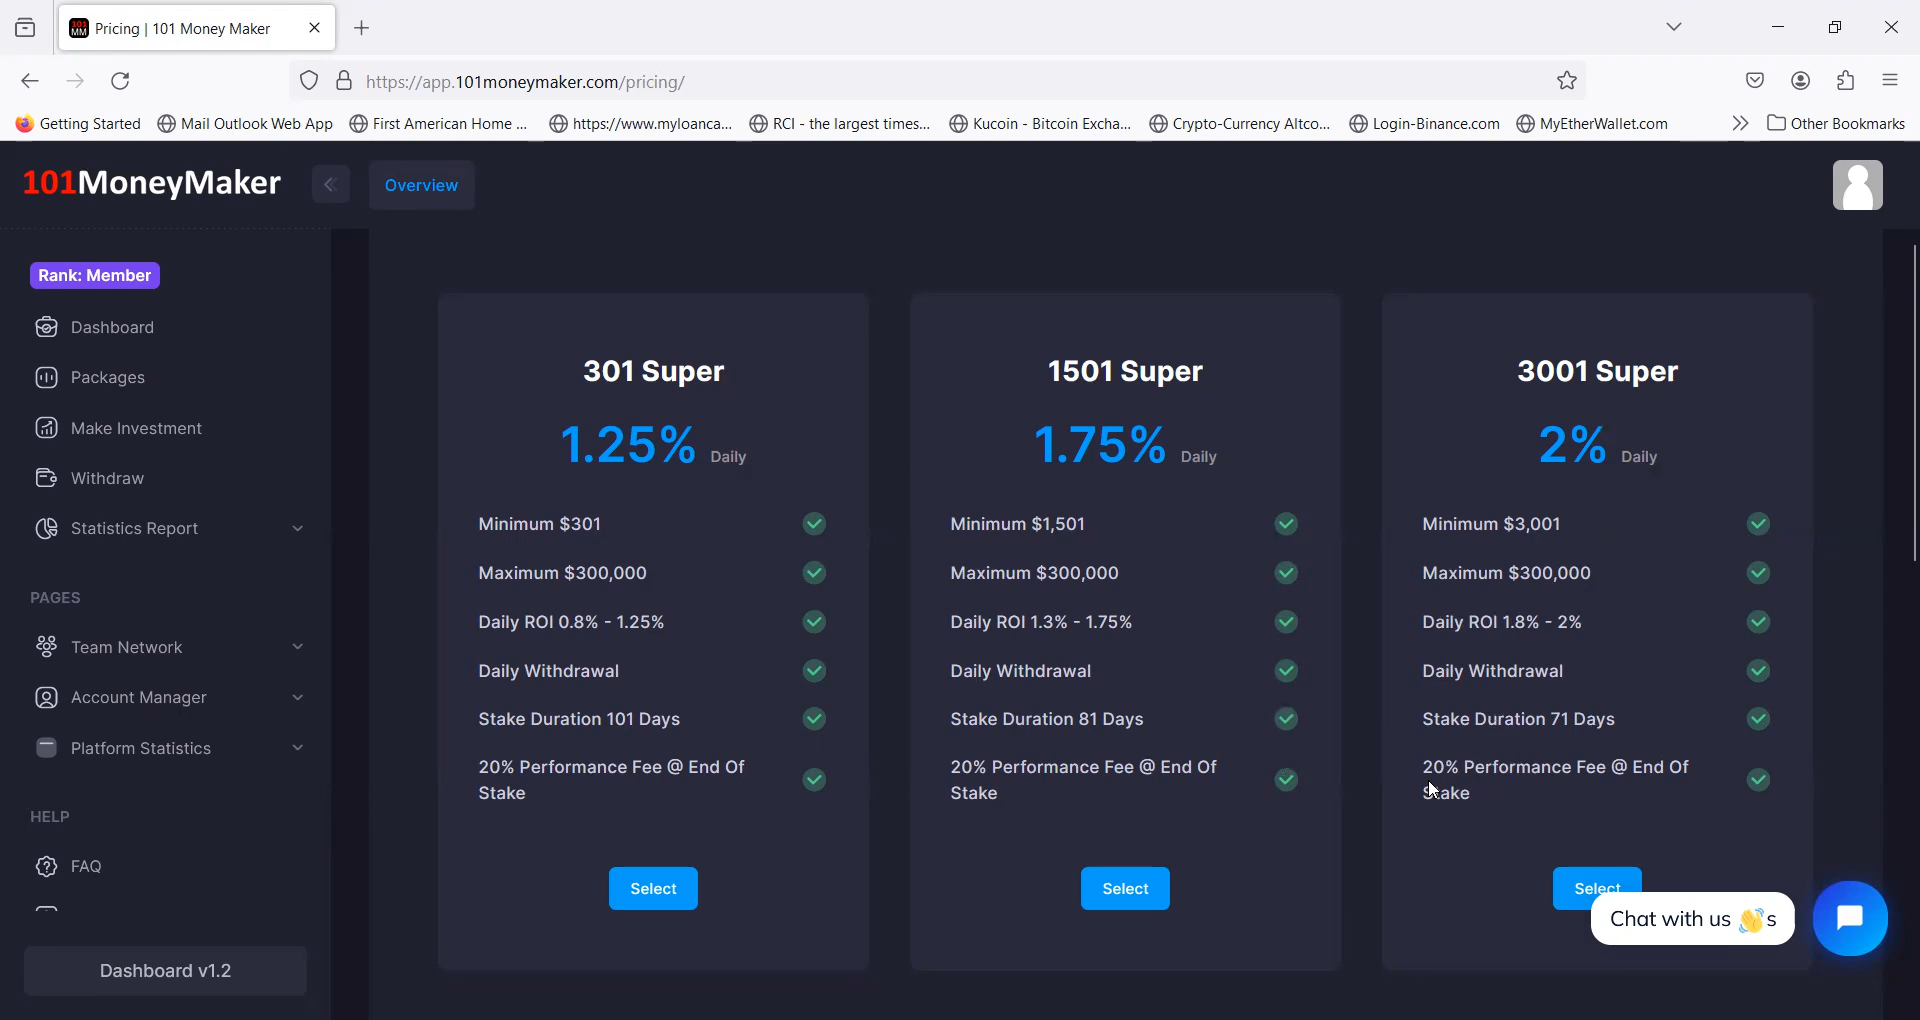 101 MM
Pricing | 101 Money Maker
https://app.101moneymaker.com/pricing/
Getting Started
Mail Outlook Web App
First American Home ...
https://www.myloanca...
RCI - the largest times...
Kucoin - Bitcoin Excha...
Crypto-Currency Altco...
Login-Binance.com
MyEtherWallet.com
Other Bookmarks
101MoneyMaker
Overview
Rank: Member
Dashboard
Packages
Make Investment
Withdraw
Statistics Report
PAGES
Team Network
Account Manager
Platform Statistics
HELP
FAQ
Dashboard v1.2
301 Super
1.25% Daily
Minimum $301
Maximum $300,000
Daily ROI 0.8% - 1.25%
Daily Withdrawal
Stake Duration 101 Days
20% Performance Fee @ End Of
Stake
Select
1501 Super
1.75% Daily
Minimum $1,501
Maximum $300,000
Daily ROI 1.3% - 1.75%
Daily Withdrawal
Stake Duration 81 Days
20% Performance Fee @ End Of
Stake
Select
3001 Super
2% Daily
Minimum $3,001
Maximum $300,000
Daily ROI 1.8% - 2%
Daily Withdrawal
Stake Duration 71 Days
20% Performance Fee @ End Of
Stake
Select
Chat with us 👋s